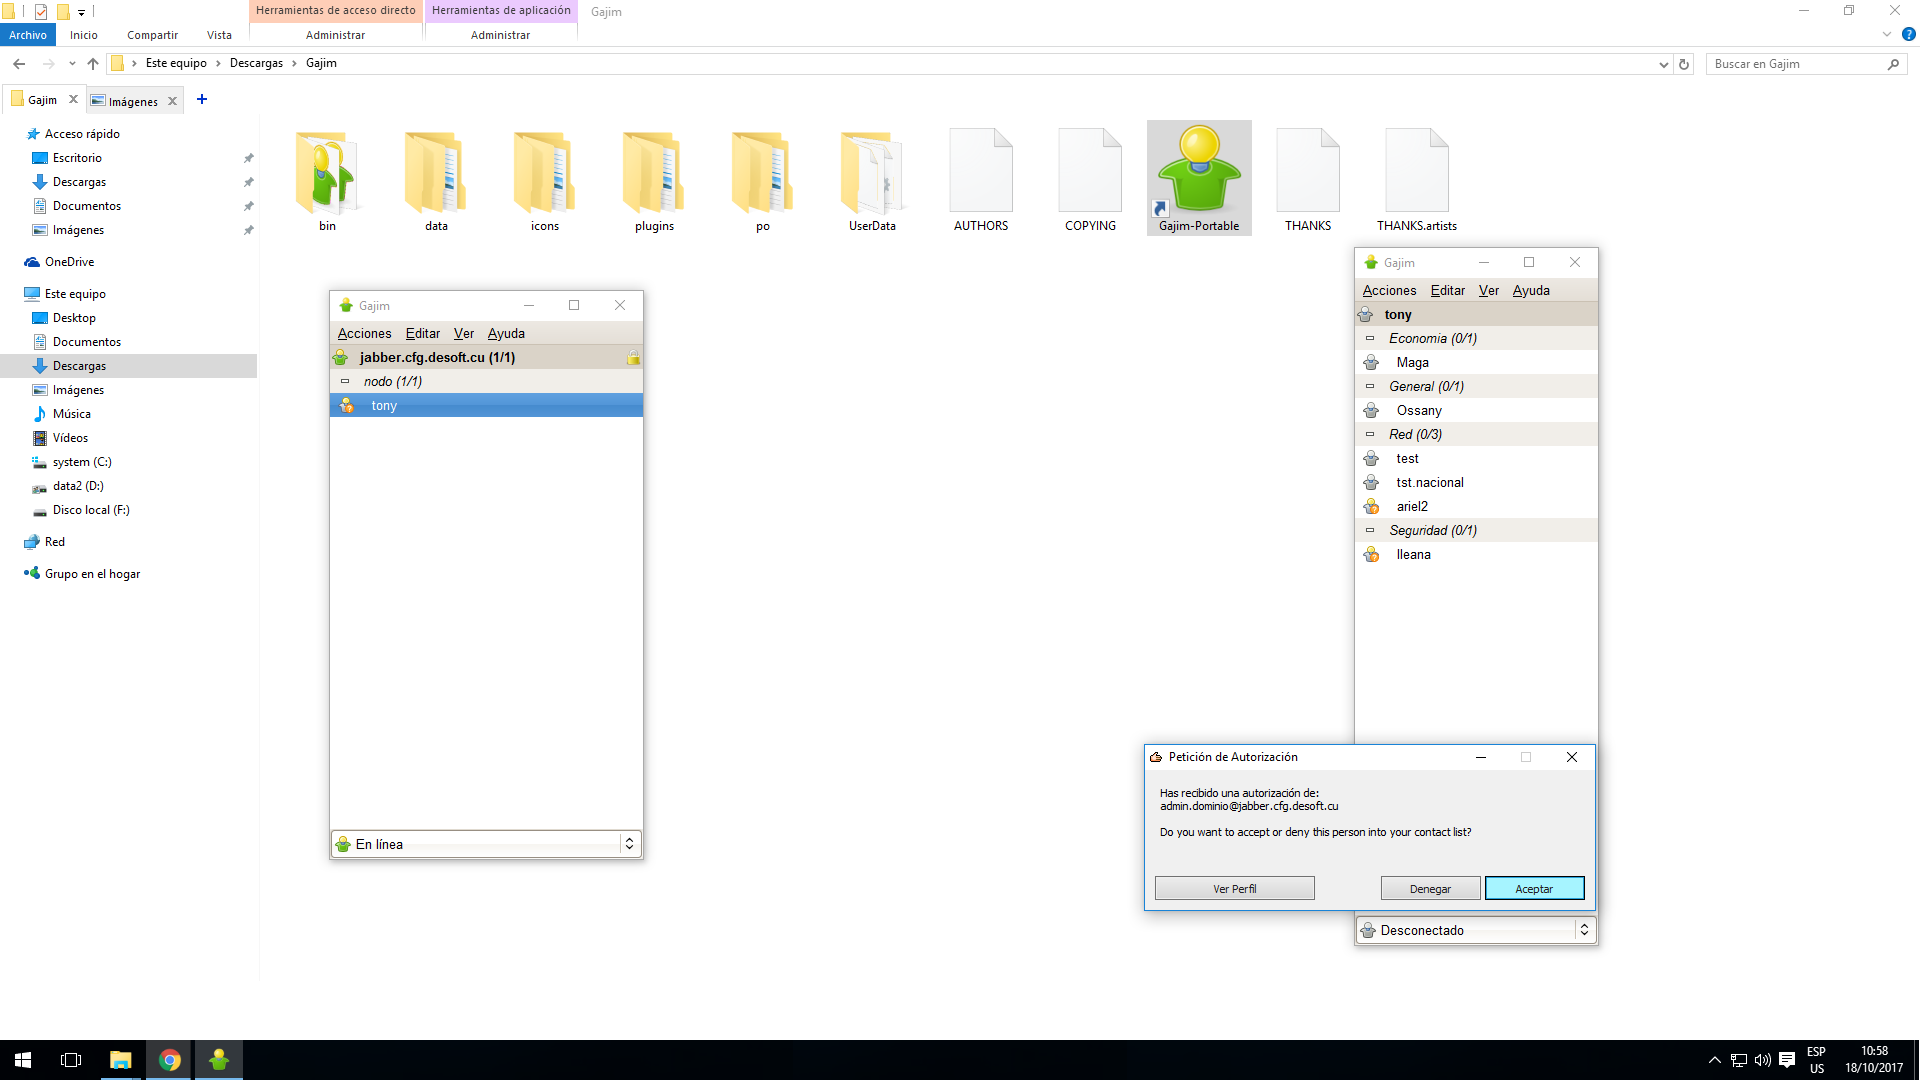 Herramientas de acceso directo Herramientas de aplicación Gajim
Archivo Inicio Compartir Vista Administrar Administrar
Este equipo Descargas Gajim
Buscar en Gajim
Gajim
Imágenes
Acceso rápido
Escritorio
Descargas
Documentos
Imágenes
OneDrive
Este equipo
Desktop
Documentos
Descargas
Imágenes
Música
Vídeos
system (C:)
data2 (D:)
Disco local (F:)
Red
Grupo en el hogar
bin
data
icons
plugins
po
UserData
AUTHORS
COPYING
Gajim-Portable
THANKS
THANKS.artists
Gajim
Acciones Editar Ver Ayuda
jabber.cfg.desoft.cu (1/1)
nodo (1/1)
tony
En línea
Gajim
Acciones Editar Ver Ayuda
tony
Economia (0/1)
Maga
General (0/1)
Ossany
Red (0/3)
test
tst.nacional
ariel2
Seguridad (0/1)
Ileana
Petición de Autorización
Has recibido una autorización de:
admin.dominio@jabber.cfg.desoft.cu
Do you want to accept or deny this person into your contact list?
Ver Perfil
Denegar
Aceptar
Desconectado
ESP
US
10:58
18/10/2017